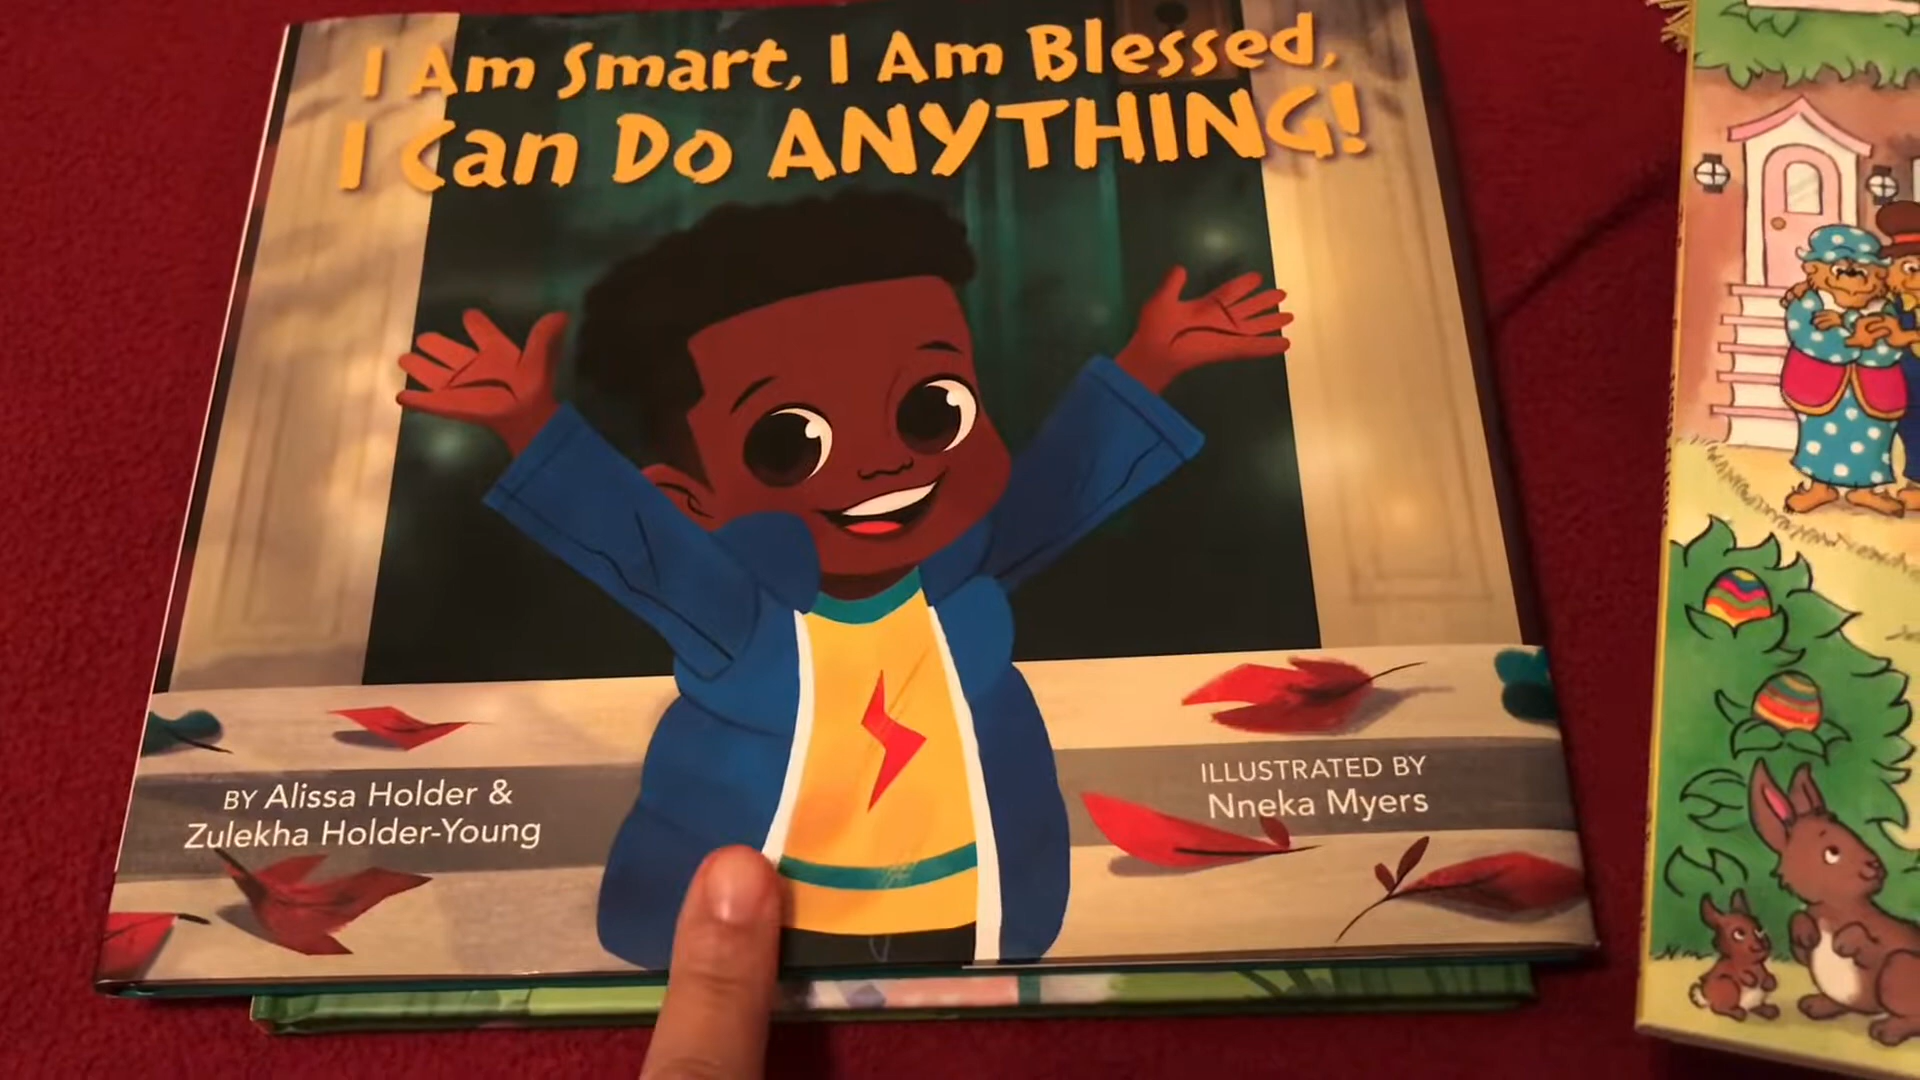 I Am Smart, I Am Blessed,
I Can Do ANYTHING!
BY Alissa Holder &
Zulekha Holder-Young
ILLUSTRATED BY
Nneka Myers